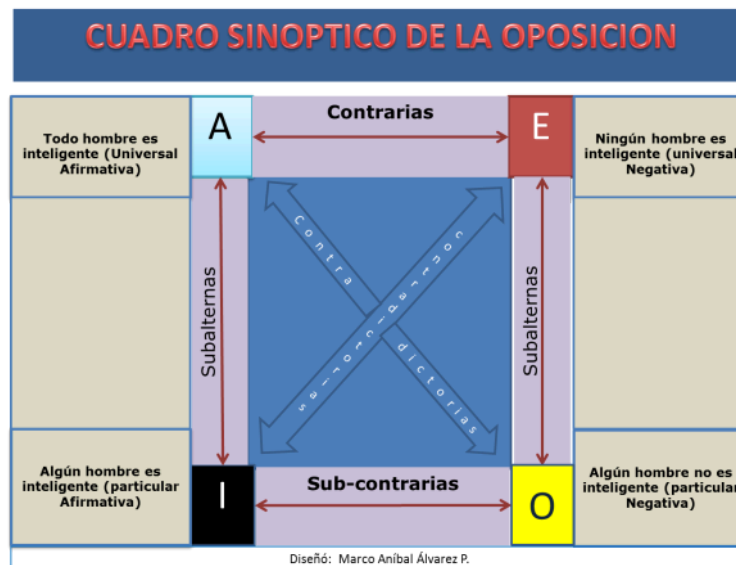 CUADRO SINOPTICO DE LA OPOSICION
Todo hombre es
inteligente (Universal
Afirmativa)
A
Contrarias
E
Ningún hombre es
inteligente (universal
Negativa)
Subalternas
Contra
dictorias
contradictorias
Subalternas
Algún hombre es
inteligente (particular
Afirmativa)
I
Sub-contrarias
O
Algún hombre no es
inteligente (particular
Negativa)
Diseñó: Marco Aníbal Álvarez P.